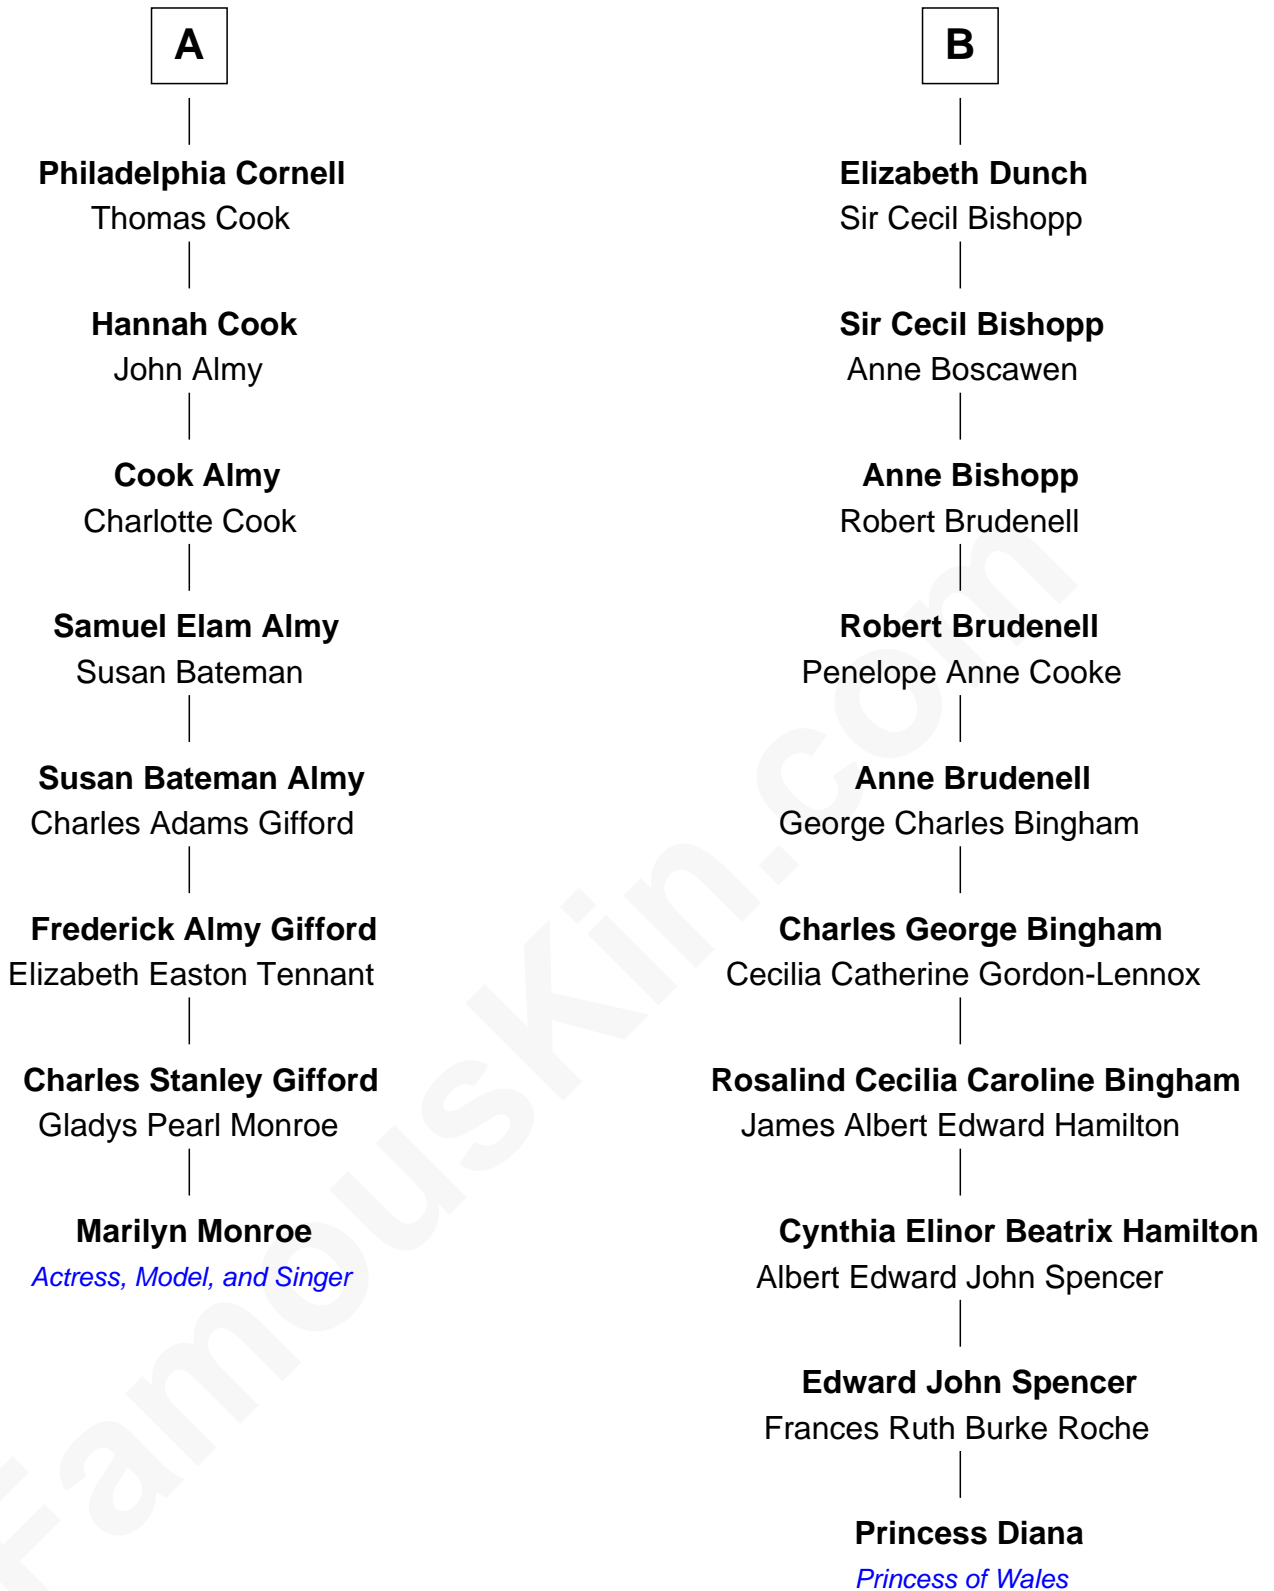 A
Philadelphia Cornell
Thomas Cook
Hannah Cook
John Almy
Cook Almy
Charlotte Cook
Samuel Elam Almy
Susan Bateman
Susan Bateman Almy
Charles Adams Gifford
Frederick Almy Gifford
Elizabeth Easton Tennant
Charles Stanley Gifford
Gladys Pearl Monroe
Marilyn Monroe
Actress, Model, and Singer
B
Elizabeth Dunch
Sir Cecil Bishopp
Sir Cecil Bishopp
Anne Boscawen
Anne Bishopp
Robert Brudenell
Robert Brudenell
Penelope Anne Cooke
Anne Brudenell
George Charles Bingham
Charles George Bingham
Cecilia Catherine Gordon-Lennox
Rosalind Cecilia Caroline Bingham
James Albert Edward Hamilton
Cynthia Elinor Beatrix Hamilton
Albert Edward John Spencer
Edward John Spencer
Frances Ruth Burke Roche
Princess Diana
Princess of Wales
FamousKin.com